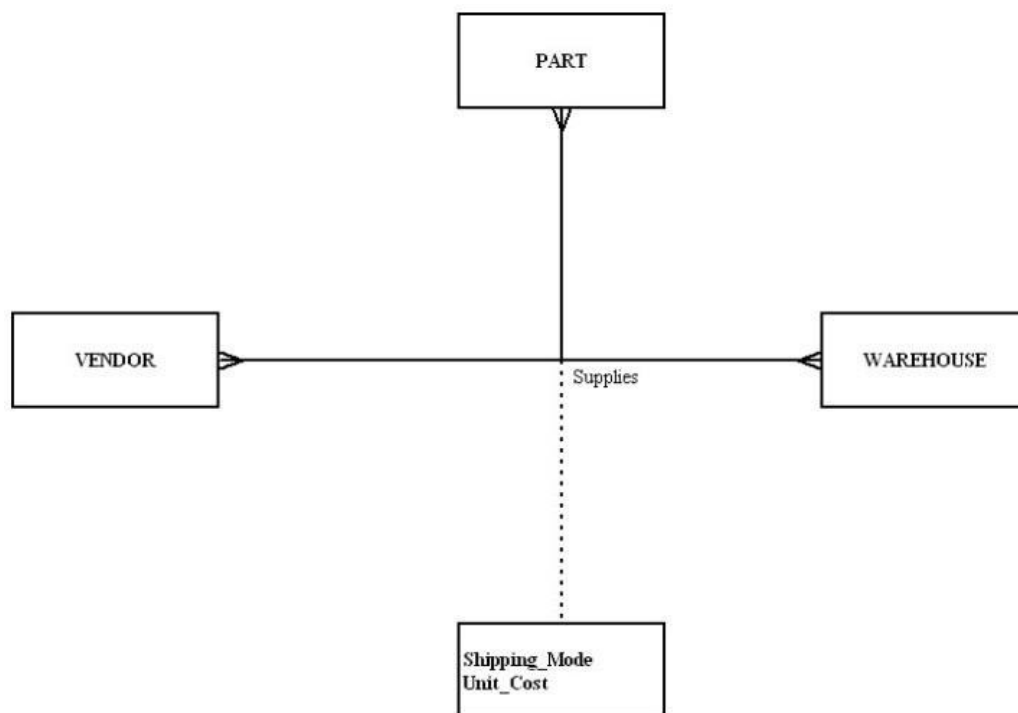 PART
VENDOR
WAREHOUSE
Supplies
Shipping_Mode
Unit_Cost